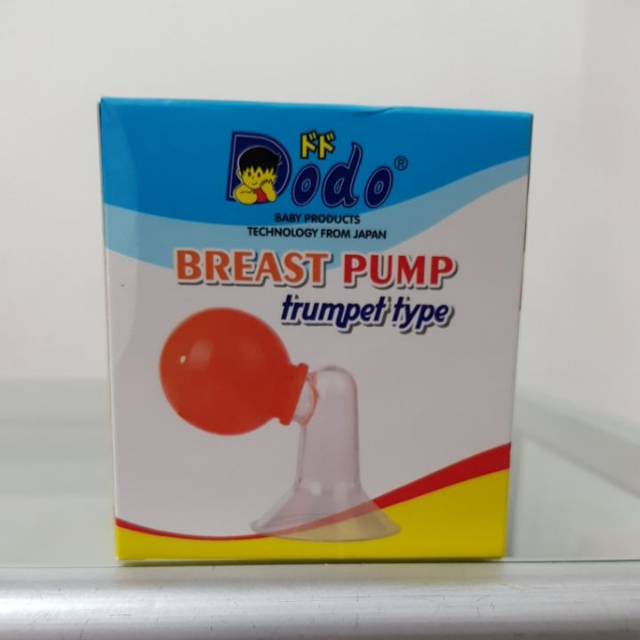 ドド
Dodo®
BABY PRODUCTS
TECHNOLOGY FROM JAPAN
BREAST PUMP
trumpet type